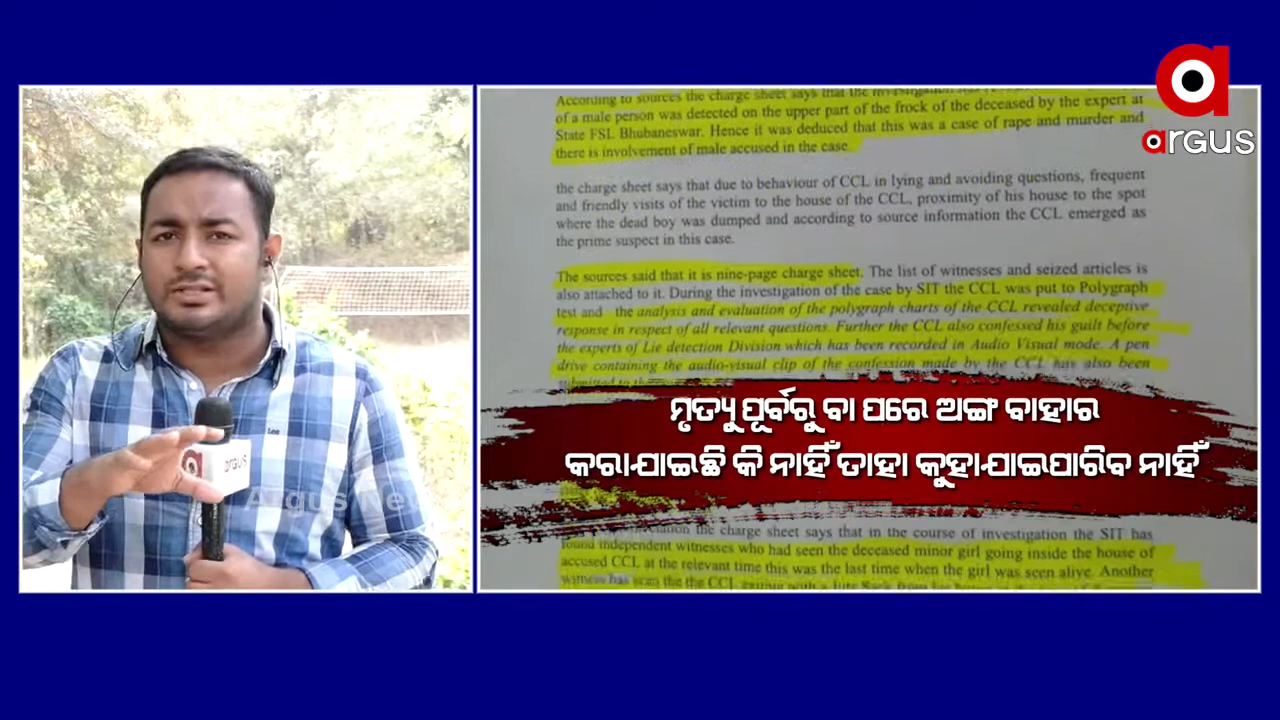 argus
According to sources the charge sheet says that the investigation
of a male person was detected on the upper part of the frock of the deceased by the expert at
State FSL Bhubaneswar. Hence it was deduced that this was a case of rape and murder and
there is involvement of male accused in the case.
the charge sheet says that due to behaviour of CCL in lying and avoiding questions, frequent
and friendly visits of the victim to the house of the CCL, proximity of his house to the spot
where the dead boy was dumped and according to source information the CCL emerged as
the prime suspect in this case.
The sources said that it is nine-page charge sheet. The list of witnesses and seized articles is
also attached to it. During the investigation of the case by SIT the CCL was put to Polygraph
test and the analysis and evaluation of the polygraph charts of the CCL revealed deceptive
response in respect of all relevant questions. Further the CCL also confessed his guilt before
the experts of Lie detection Division which has been recorded in Audio Visual mode. A pen
drive containing the audio-visual clip of the confession made by the CCL has also been
submitted to
ମୃତ୍ୟୁ ପୂର୍ବରୁ ବା ପରେ ଅଙ୍ଗ ବାହାର
କରାଯାଇଛି କି ନାହିଁ ତାହା କୁହାଯାଇପାରିବ ନାହିଁ
the charge sheet says that in the course of investigation the SIT has
found independent witnesses who had seen the deceased minor girl going inside the house of
accused CCL at the relevant time this was the last time when the girl was seen alive. Another
witness has seen the the CCL
Lee
argus
Argus Ne